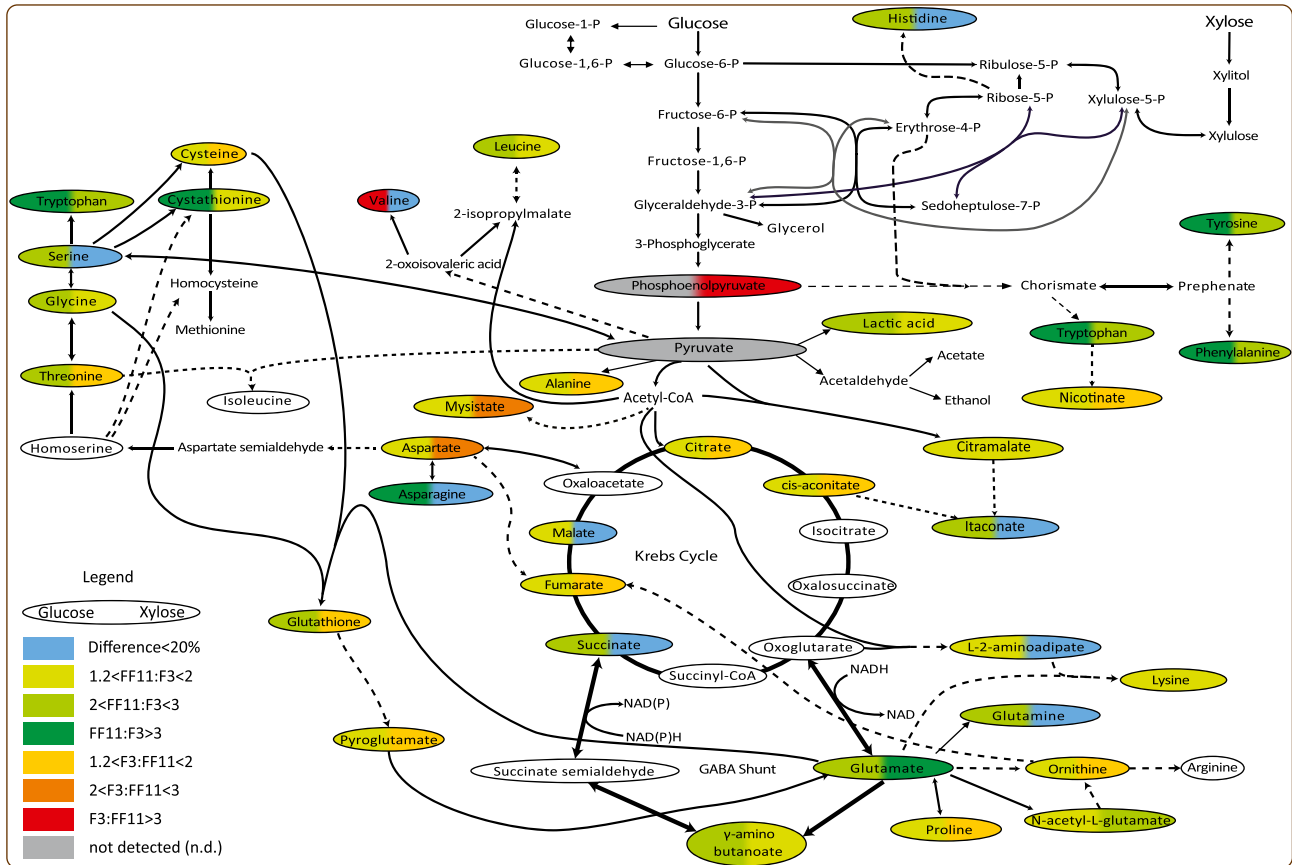 Glucose-1-P
Glucose
Histidine
Xylose
Glucose-1,6-P
Glucose-6-P
Ribulose-5-P
Xylitol
Ribose-5-P
Xylulose-5-P
Fructose-6-P
Erythrose-4-P
Xylulose
Leucine
Cysteine
Fructose-1,6-P
Tryptophan
Cystathionine
Valine
2-isopropylmalate
Glyceraldehyde-3-P
Sedoheptulose-7-P
Glycerol
Tyrosine
3-Phosphoglycerate
Serine
2-oxoisovaleric acid
Homocysteine
Phosphoenolpyruvate
Chorismate
Prephenate
Glycine
Methionine
Lactic acid
Tryptophan
Pyruvate
Phenylalanine
Acetate
Threonine
Alanine
Acetaldehyde
Isoleucine
Acetyl-CoA
Ethanol
Nicotinate
Mysistate
Homoserine
Aspartate semialdehyde
Aspartate
Citrate
Citramalate
Oxaloacetate
cis-aconitate
Asparagine
Itaconate
Malate
Isocitrate
Krebs Cycle
Fumarate
Oxalosuccinate
Legend
Glucose Xylose
Glutathione
Difference<20%
Succinate
Oxoglutarate
L-2-aminoadipate
1.2<FF11:F3<2
Succinyl-CoA
NADH
Lysine
2<FF11:F3<3
NAD(P)
NAD
Glutamine
FF11:F3>3
Pyroglutamate
NAD(P)H
1.2<F3:FF11<2
Succinate semialdehyde
GABA Shunt
Glutamate
Ornithine
Arginine
2<F3:FF11<3
F3:FF11>3
Proline
N-acetyl-L-glutamate
γ-amino
butanoate
not detected (n.d.)